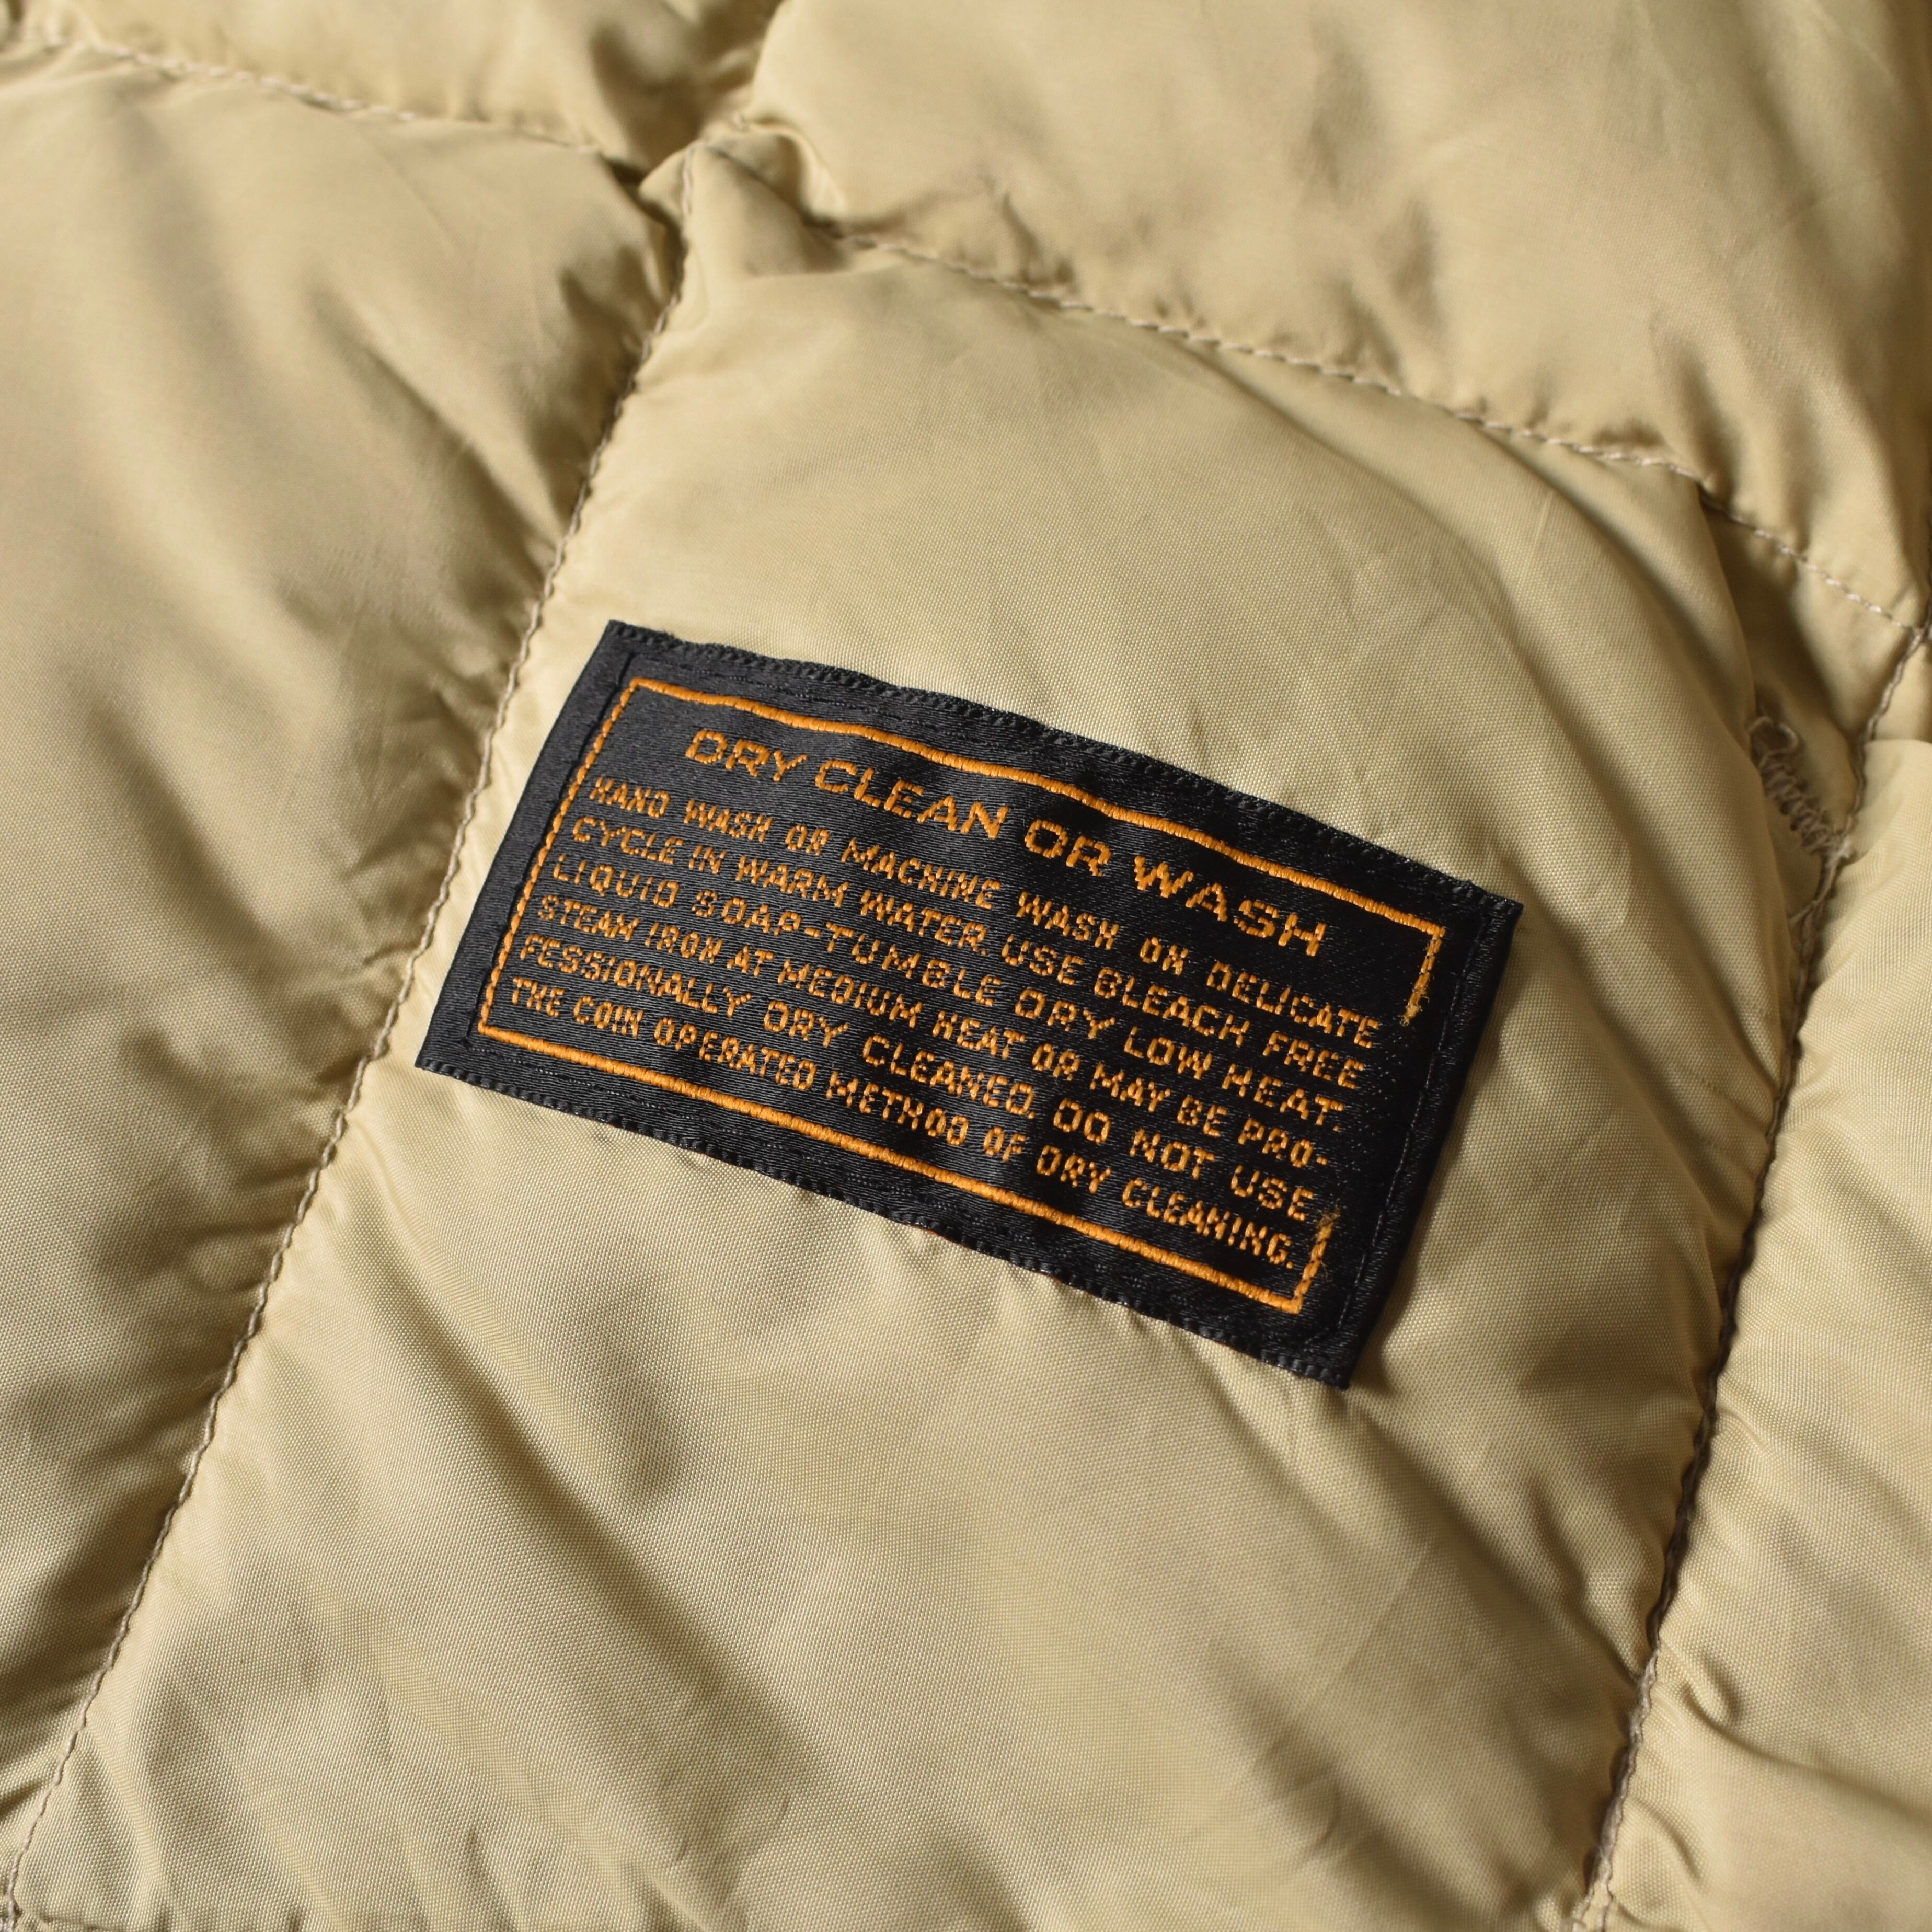 DRY CLEAN OR WASH
HAND WASH OR MACHINE WASH ON DELICATE
CYCLE IN WARM WATER. USE BLEACH FREE
LIQUID SOAP-TUMBLE DRY LOW HEAT.
STEAM IRON AT MEDIUM HEAT OR MAY BE PRO-
FESSIONALLY DRY CLEANED. DO NOT USE
THE COIN OPERATED METHOD OF DRY CLEANING.